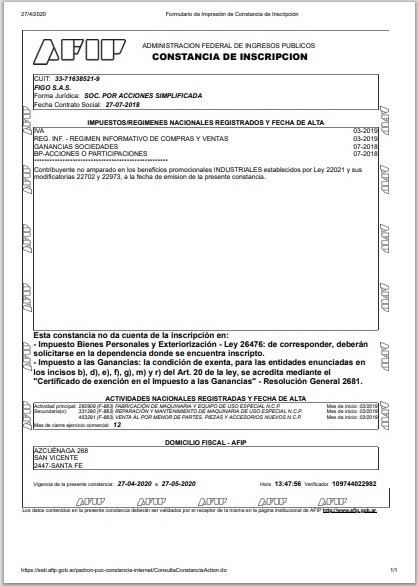 27/4/2020 Formulario de Impresión de Constancia de Inscripción
AFIP
ADMINISTRACION FEDERAL DE INGRESOS PUBLICOS
CONSTANCIA DE INSCRIPCION
CUIT: 33-71638521-9
FIGO S.A.S.
Forma Jurídica: SOC. POR ACCIONES SIMPLIFICADA
Fecha Contrato Social: 27-07-2018
IMPUESTOS/REGIMENES NACIONALES REGISTRADOS Y FECHA DE ALTA
IVA 03-2019
REG. INF. - REGIMEN INFORMATIVO DE COMPRAS Y VENTAS 03-2019
GANANCIAS SOCIEDADES 07-2018
BP-ACCIONES O PARTICIPACIONES 07-2018
Contribuyente no amparado en los beneficios promocionales INDUSTRIALES establecidos por Ley 22021 y sus
modificatorias 22702 y 22973, a la fecha de emision de la presente constancia.
Esta constancia no da cuenta de la inscripción en:
- Impuesto Bienes Personales y Exteriorización - Ley 26476: de corresponder, deberán
solicitarse en la dependencia donde se encuentra inscripto.
- Impuesto a las Ganancias: la condición de exenta, para las entidades enunciadas en
los incisos b), d), e), f), g), m) y r) del Art. 20 de la ley, se acredita mediante el
"Certificado de exención en el Impuesto a las Ganancias" - Resolución General 2681.
ACTIVIDADES NACIONALES REGISTRADAS Y FECHA DE ALTA
Actividad principal: 282909 (F-883) FABRICACIÓN DE MAQUINARIA Y EQUIPO DE USO ESPECIAL N.C.P. Mes de inicio: 03/2019
Secundaria(s): 331290 (F-883) REPARACIÓN Y MANTENIMIENTO DE MAQUINARIA DE USO ESPECIAL N.C.P. Mes de inicio: 03/2019
453291 (F-883) VENTA AL POR MENOR DE PARTES, PIEZAS Y ACCESORIOS NUEVOS N.C.P. Mes de inicio: 03/2019
Mes de cierre ejercicio comercial: 12
DOMICILIO FISCAL - AFIP
AZCUÉNAGA 268
SAN VICENTE
2447-SANTA FE
Vigencia de la presente constancia: 27-04-2020 a 27-05-2020 Hora 13:47:56 Verificador 109744022982
AFIP AFIP AFIP AFIP AFIP
Los datos contenidos en la presente constancia deberán ser validados por el receptor de la misma en la página institucional de AFIP http://www.afip.gob.ar.
https://seti.afip.gob.ar/padron-puc-constancia-internet/ConsultaConstanciaAction.do 1/1